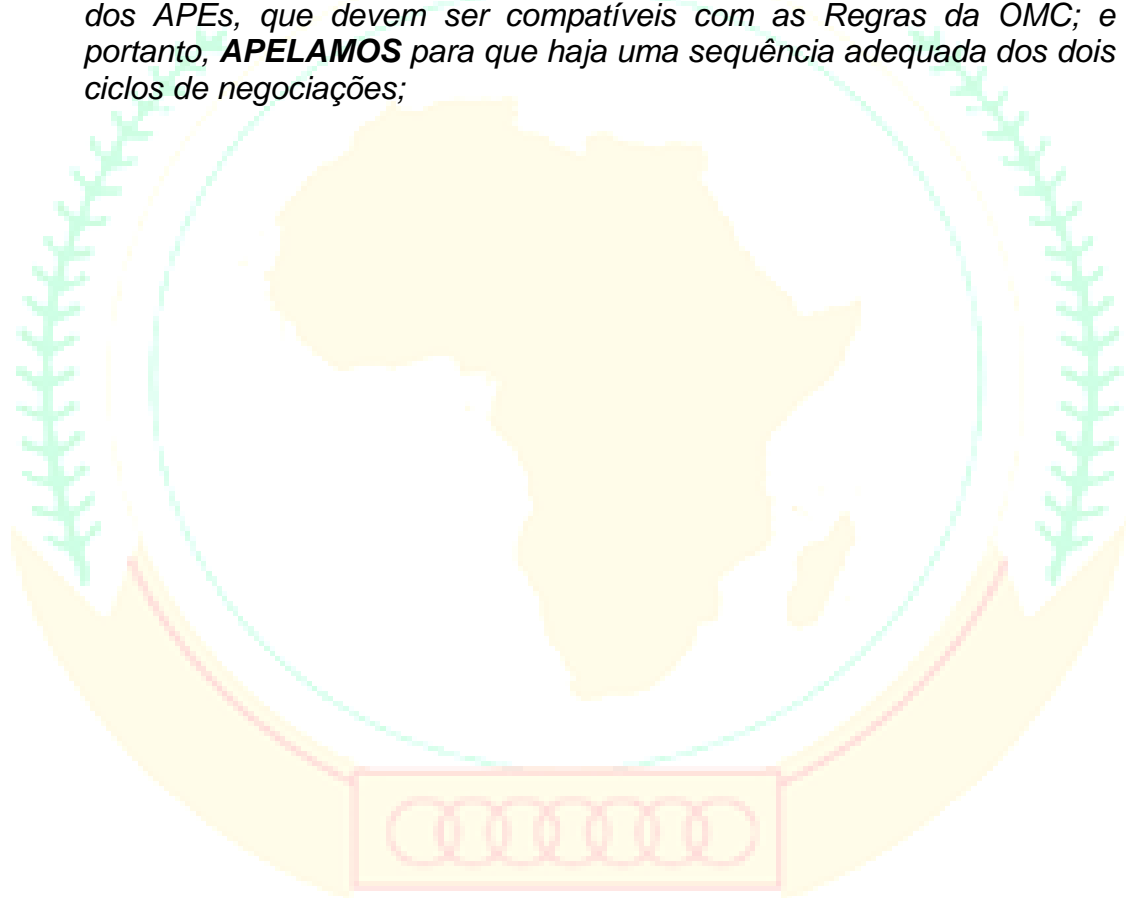 dos APEs, que devem ser compatíveis com as Regras da OMC; e
portanto, APELAMOS para que haja uma sequência adequada dos dois
ciclos de negociações;